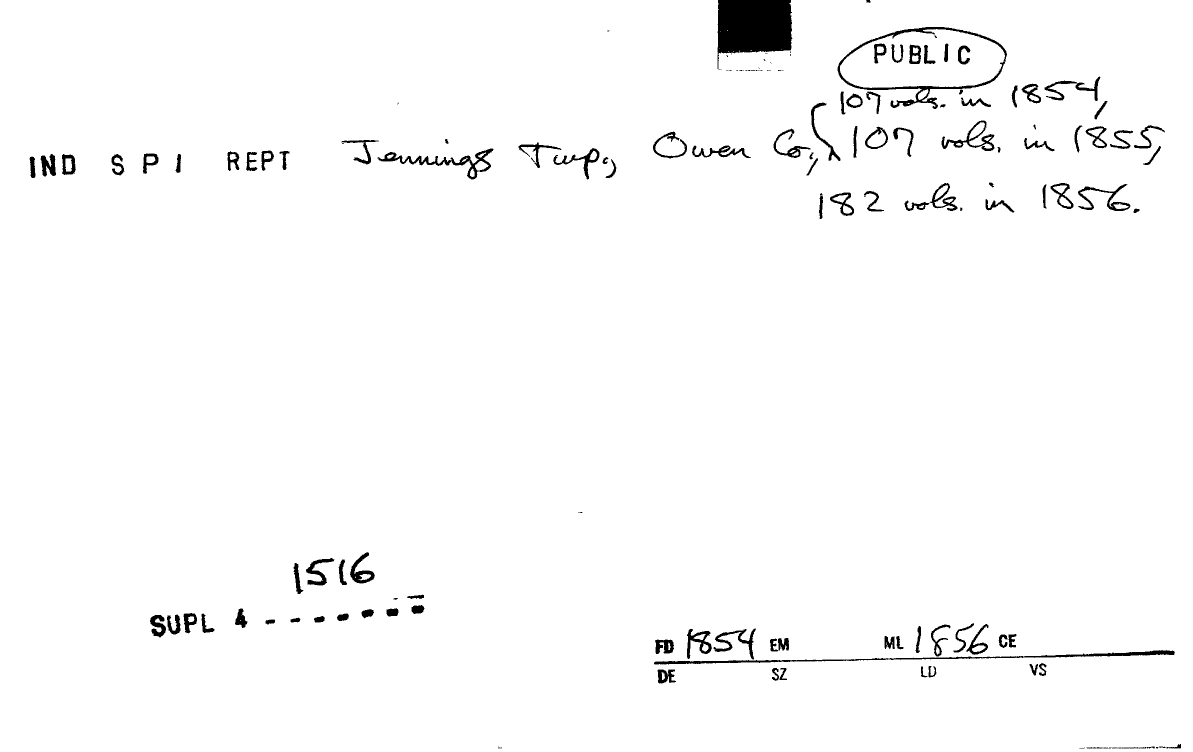 PUBLIC
107 vols. in 1854,
IND S P I REPT Jennings Twp., Owen Co., 107 vols. in 1855,
182 vols. in 1856.
1516
SUPL 4 - - - - - - -
FD 1854 EM ML 1856 CE
DE SZ LD VS